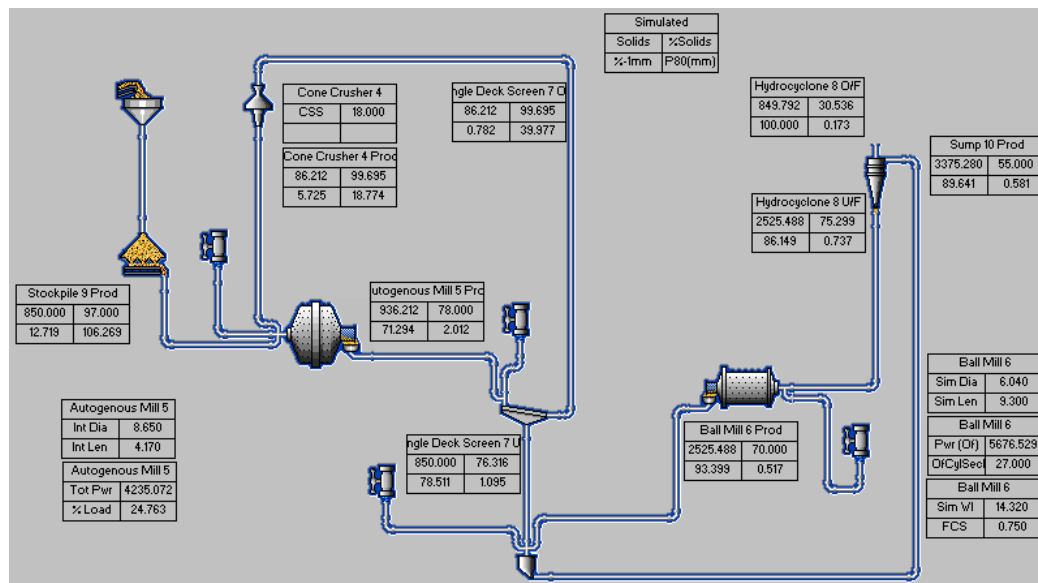 Simulated
Solids %Solids
%-1mm P80(mm)
Cone Crusher 4
CSS 18.000
Cone Crusher 4 Prod
86.212 99.695
5.725 18.774
ngle Deck Screen 7 O
86.212 99.695
0.782 39.977
Hydrocyclone 8 O/F
849.792 30.536
100.000 0.173
Sump 10 Prod
3375.280 55.000
89.641 0.581
Hydrocyclone 8 U/F
2525.488 75.299
86.149 0.737
Stockpile 9 Prod
850.000 97.000
12.719 106.269
utogenous Mill 5 Pro
936.212 78.000
71.294 2.012
Autogenous Mill 5
Int Dia 8.650
Int Len 4.170
Autogenous Mill 5
Tot Pwr 4235.072
% Load 24.763
ngle Deck Screen 7 U
850.000 76.316
78.511 1.095
Ball Mill 6 Prod
2525.488 70.000
93.399 0.517
Ball Mill 6
Sim Dia 6.040
Sim Len 9.300
Ball Mill 6
Pwr (Of) 5676.529
OfCylSecl 27.000
Ball Mill 6
Sim WI 14.320
FCS 0.750